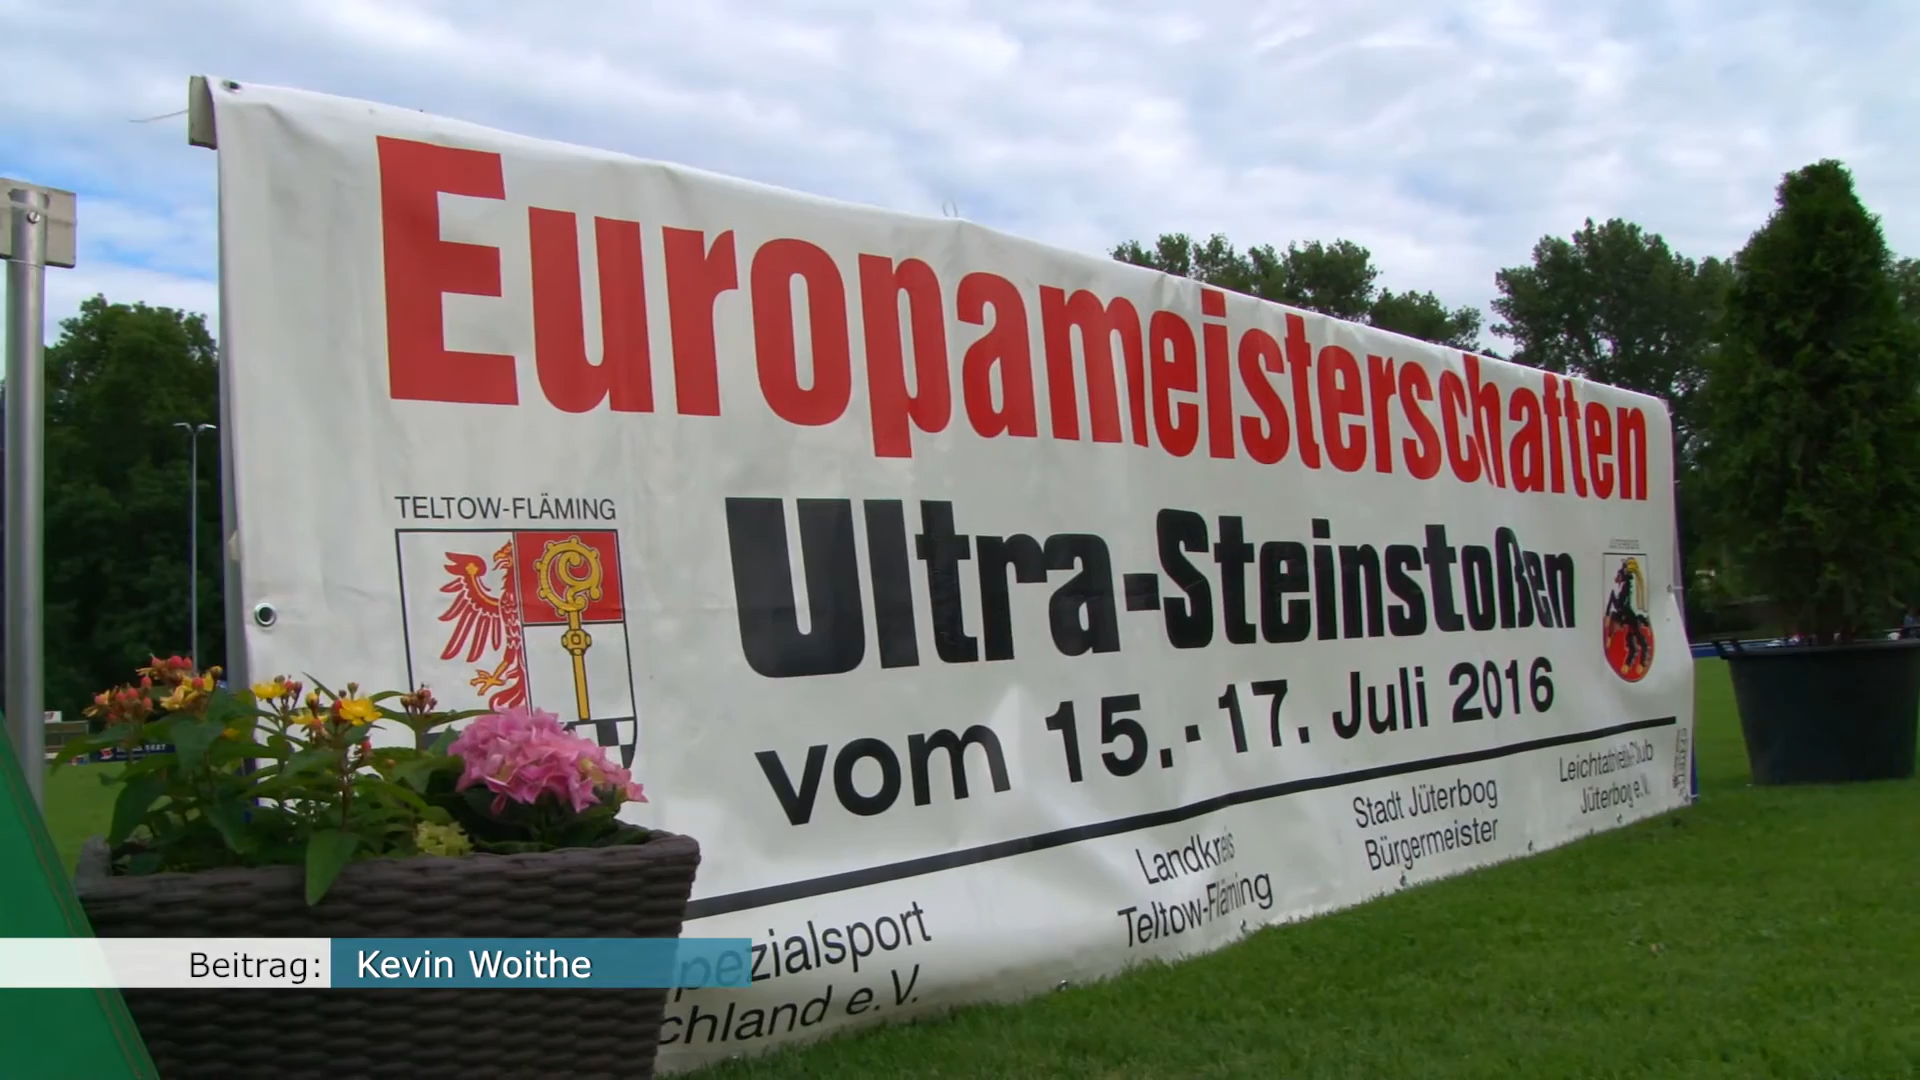 Europameisterschaften
TELTOW-FLÄMING
Ultra-Steinstoßen
vom 15.-17. Juli 2016
Leichtathletik-Club
Jüterbog e.V.
Stadt Jüterbog
Bürgermeister
Landkreis
Teltow-Fläming
pezialsport
chland e.V.
Beitrag: Kevin Woithe